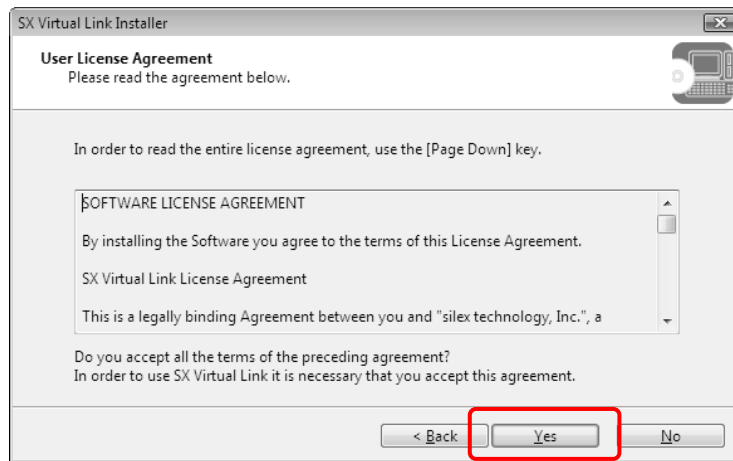 SX Virtual Link Installer
User License Agreement
Please read the agreement below.
In order to read the entire license agreement, use the [Page Down] key.
SOFTWARE LICENSE AGREEMENT
By installing the Software you agree to the terms of this License Agreement.
SX Virtual Link License Agreement
This is a legally binding Agreement between you and "silex technology, Inc.", a
Do you accept all the terms of the preceding agreement?
In order to use SX Virtual Link it is necessary that you accept this agreement.
< Back Yes No